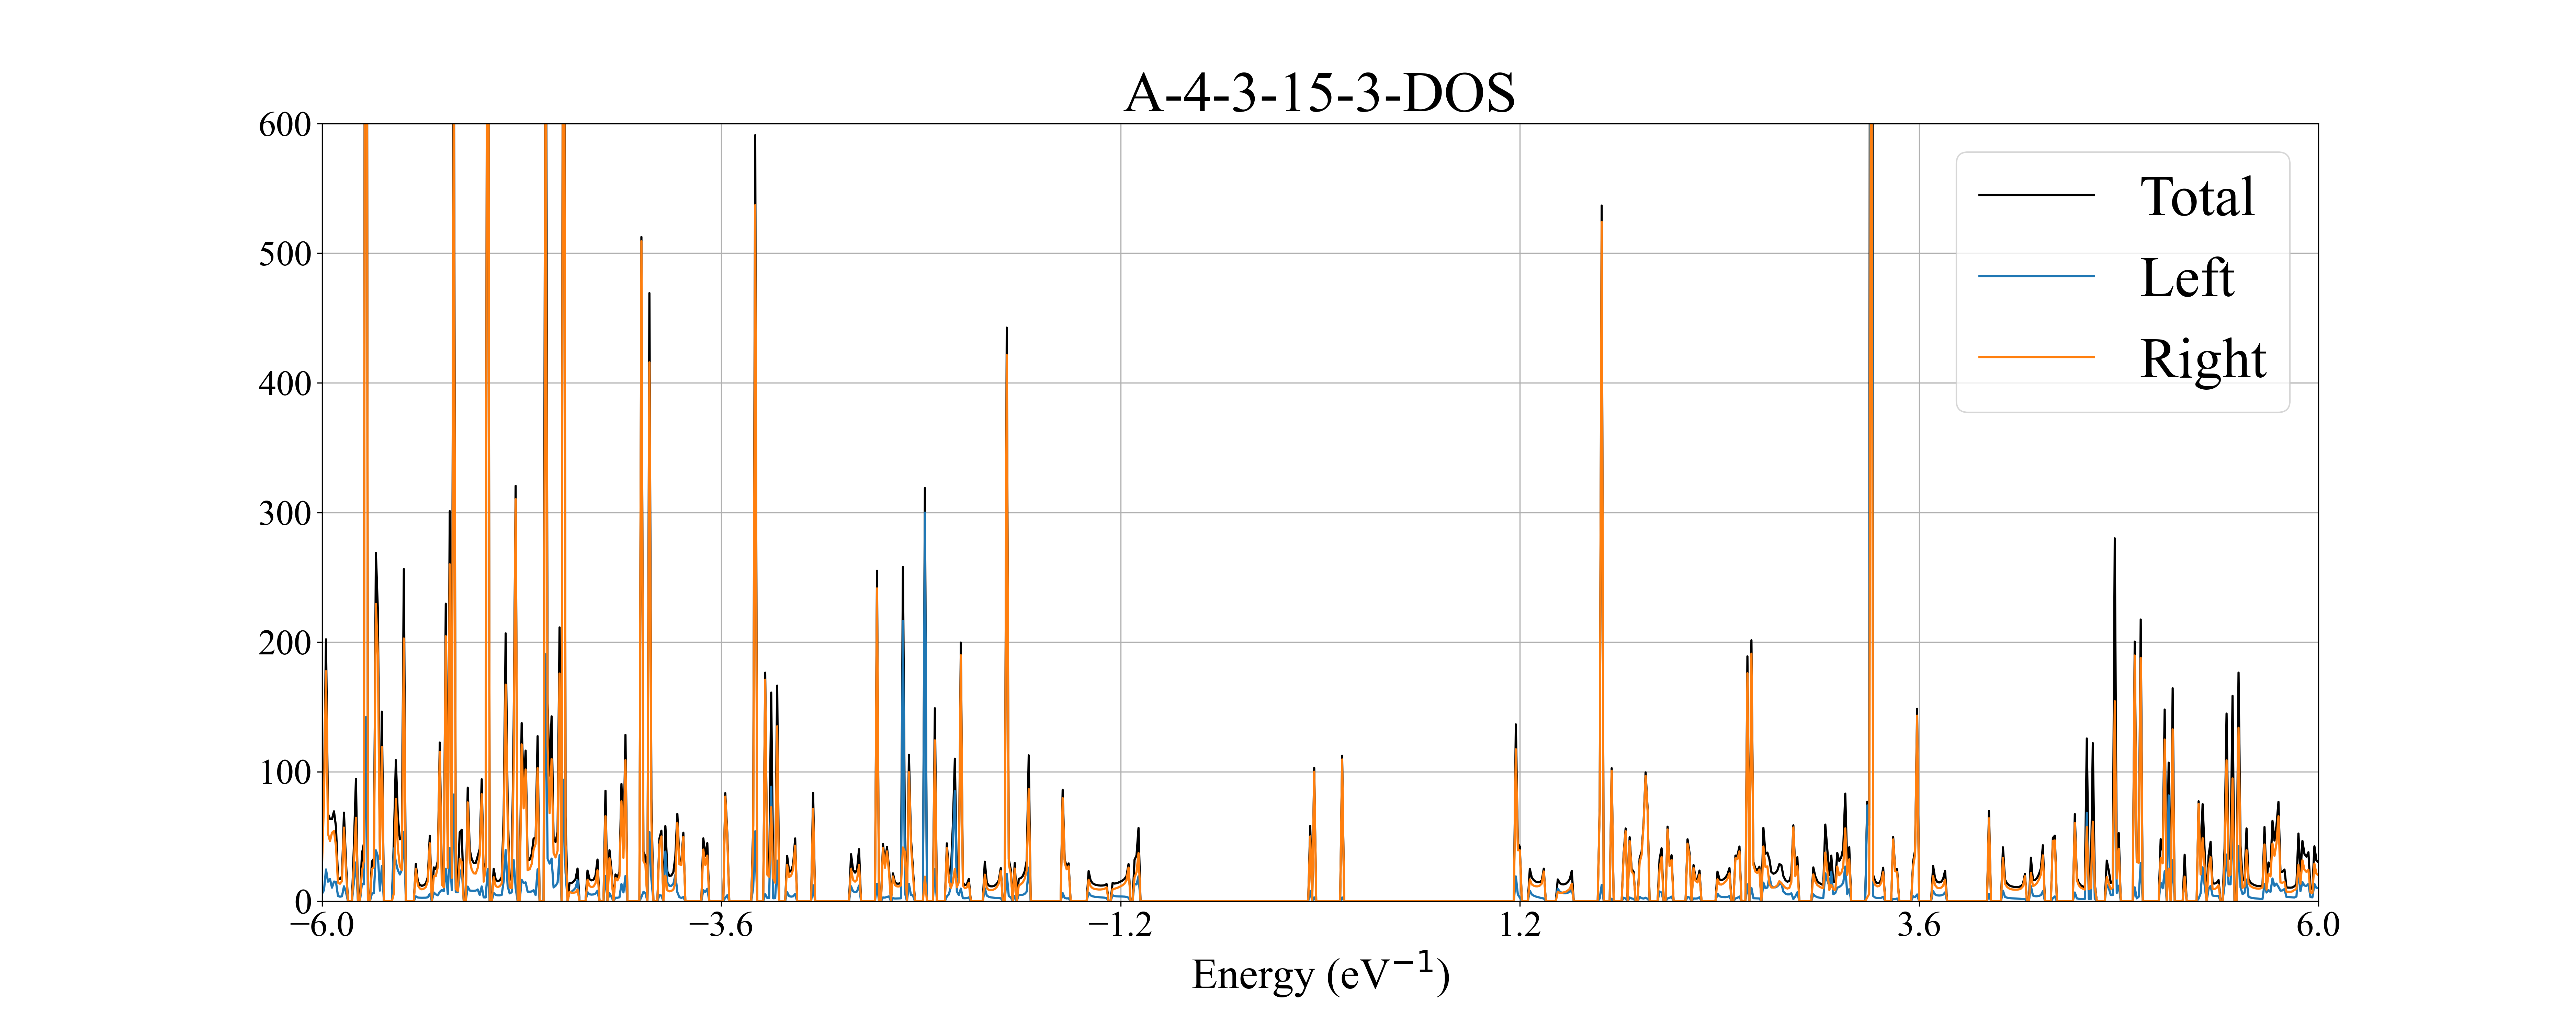 A-4-3-15-3-DOS
600
500
400
300
200
100
0
Total
Left
Right
−6.0 −3.6 −1.2 1.2 3.6 6.0
Energy (eV⁻¹)